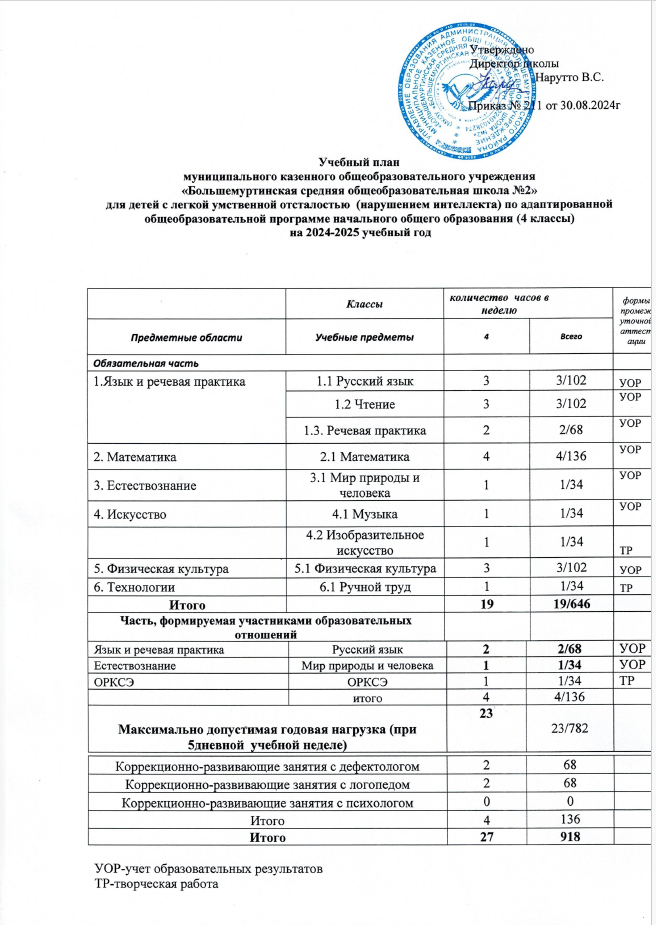 Утверждено
Директор школы
Нарутто В.С.
Приказ № 211 от 30.08.2024г
Учебный план
муниципального казенного общеобразовательного учреждения
«Большемуртинская средняя общеобразовательная школа №2»
для детей с легкой умственной отсталостью (нарушением интеллекта) по адаптированной
общеобразовательной программе начального общего образования (4 классы)
на 2024-2025 учебный год
Классы количество часов в неделю формы промеж уточной аттест ации
Предметные области Учебные предметы 4 Всего
Обязательная часть
1.Язык и речевая практика 1.1 Русский язык 3 3/102 УОР
1.2 Чтение 3 3/102 УОР
1.3. Речевая практика 2 2/68 УОР
2. Математика 2.1 Математика 4 4/136 УОР
3. Естествознание 3.1 Мир природы и человека 1 1/34 УОР
4. Искусство 4.1 Музыка 1 1/34 УОР
4.2 Изобразительное искусство 1 1/34 ТР
5. Физическая культура 5.1 Физическая культура 3 3/102 УОР
6. Технологии 6.1 Ручной труд 1 1/34 ТР
Итого 19 19/646
Часть, формируемая участниками образовательных
отношений
Язык и речевая практика Русский язык 2 2/68 УОР
Естествознание Мир природы и человека 1 1/34 УОР
ОРКСЭ ОРКСЭ 1 1/34 ТР
итого 4 4/136
Максимально допустимая годовая нагрузка (при
5дневной учебной неделе) 23 23/782
Коррекционно-развивающие занятия с дефектологом 2 68
Коррекционно-развивающие занятия с логопедом 2 68
Коррекционно-развивающие занятия с психологом 0 0
Итого 4 136
Итого 27 918
УОР-учет образовательных результатов
ТР-творческая работа